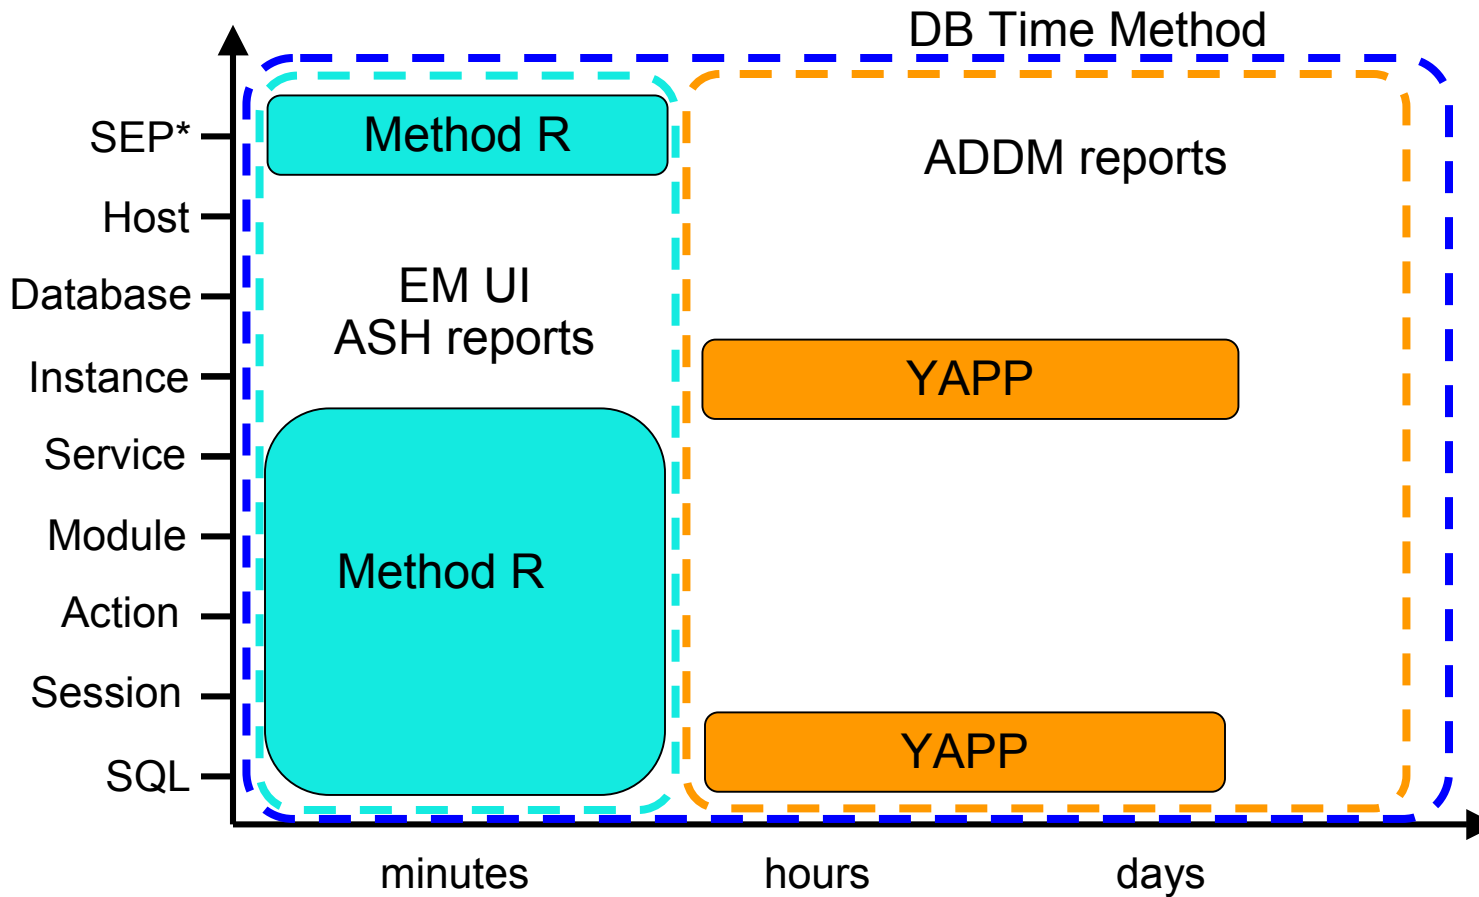 DB Time Method
SEP*
Method R
ADDM reports
Host
Database
EM UI
ASH reports
Instance
YAPP
Service
Module
Method R
Action
Session
YAPP
SQL
minutes
hours
days